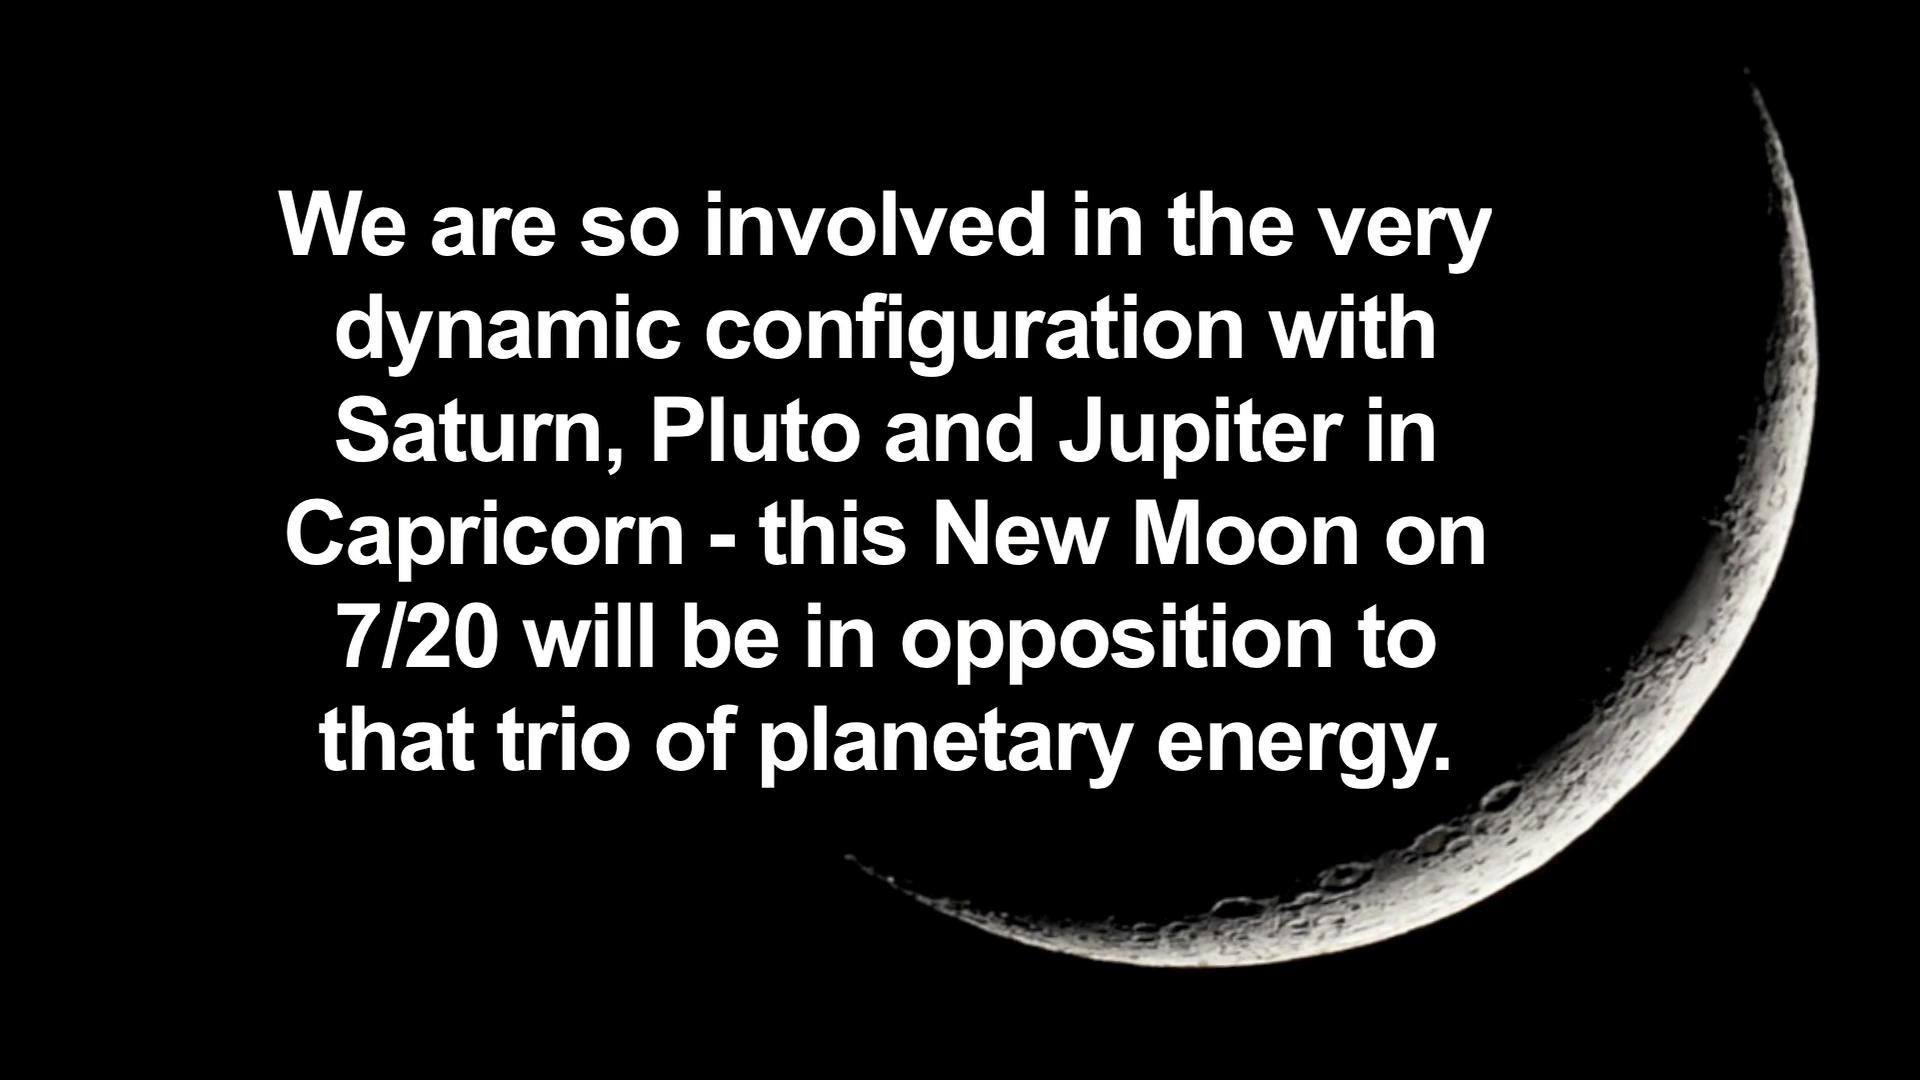 We are so involved in the very
dynamic configuration with
Saturn, Pluto and Jupiter in
Capricorn - this New Moon on
7/20 will be in opposition to
that trio of planetary energy.